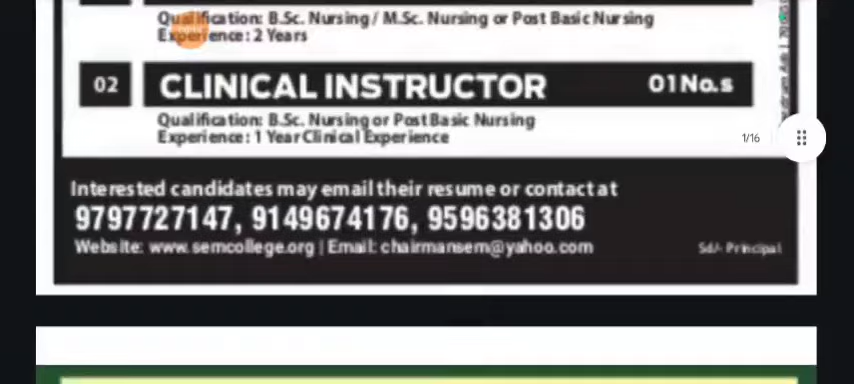 Qualification: B.Sc. Nursing / M.Sc. Nursing or Post Basic Nursing
Experience: 2 Years
02 CLINICAL INSTRUCTOR 01 No.s
Qualification: B.Sc. Nursing or Post Basic Nursing
Experience: 1 Year Clinical Experience
1/16
Interested candidates may email their resume or contact at
9797727147, 9149674176, 9596381306
Website: www.semcollege.org | Email: chairmansem@yahoo.com
Sd/- Principal